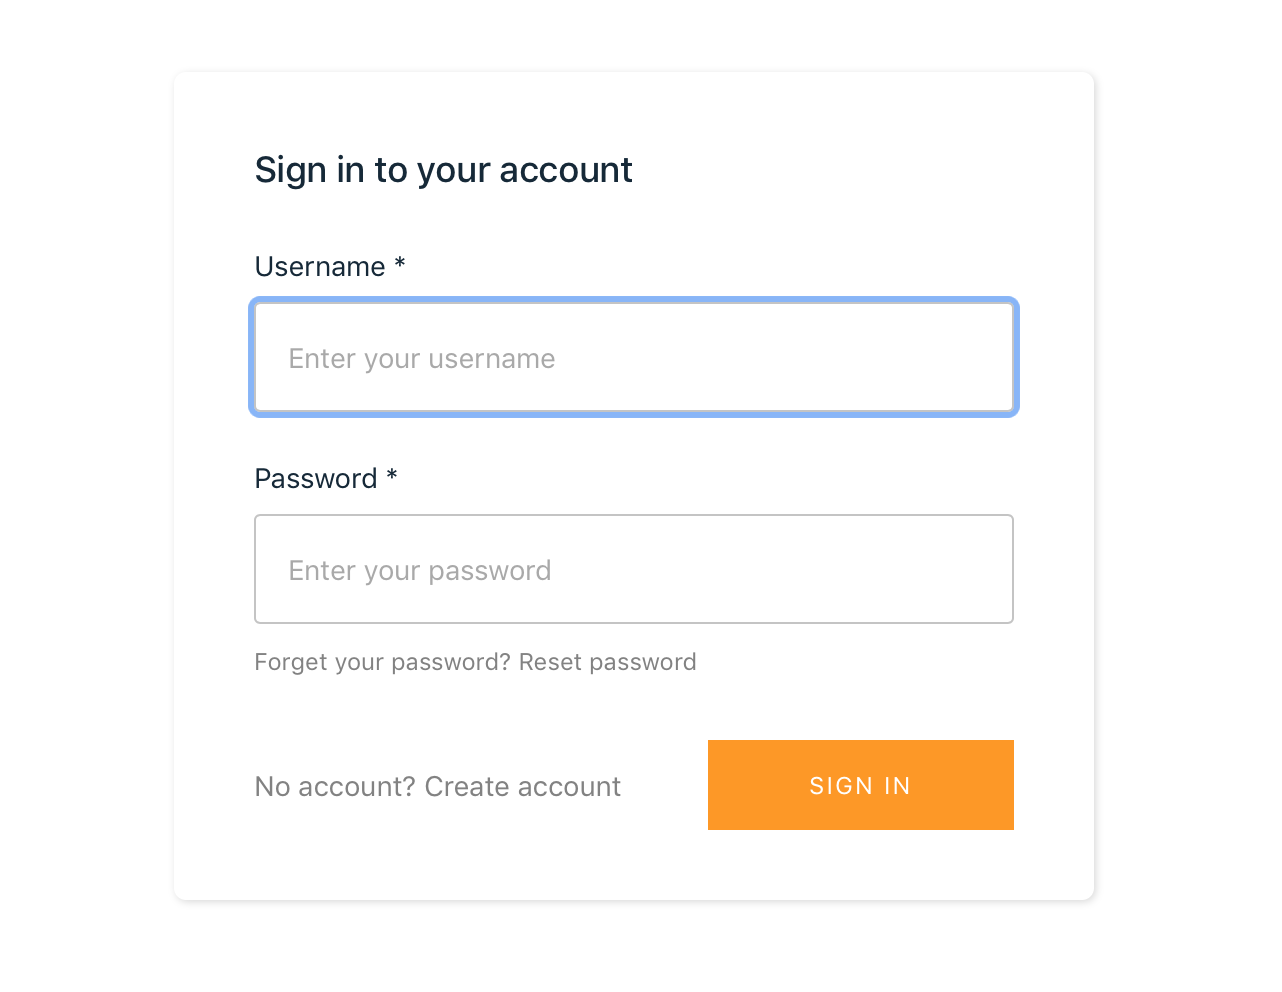 Sign in to your account
Username *
Enter your username
Password *
Enter your password
Forget your password? Reset password
No account? Create account
SIGN IN